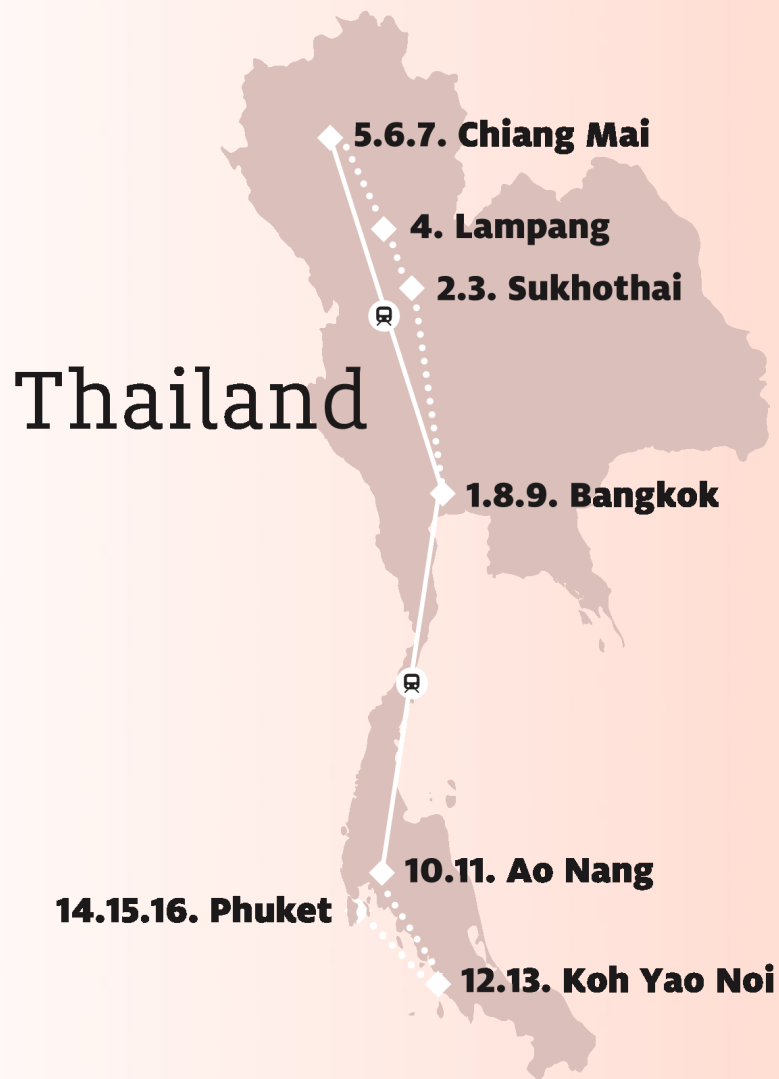 5.6.7. Chiang Mai
4. Lampang
2.3. Sukhothai
Thailand
1.8.9. Bangkok
10.11. Ao Nang
14.15.16. Phuket
12.13. Koh Yao Noi